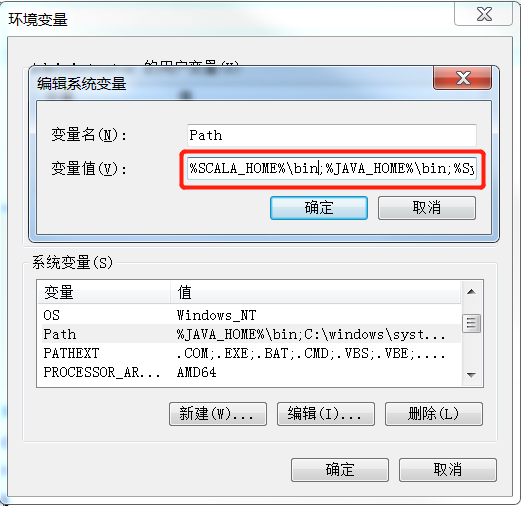 环境变量
的用户变量(U)
编辑系统变量
变量名(N):
Path
变量值(V):
%SCALA_HOME%\bin;%JAVA_HOME%\bin;%Sy
确定
取消
系统变量(S)
变量
值
OS
Windows_NT
Path
%JAVA_HOME%\bin;C:\windows\syst...
PATHEXT
.COM;.EXE;.BAT;.CMD;.VBS;.VBE;....
PROCESSOR_AR...
AMD64
新建(W)...
编辑(I)...
删除(L)
确定
取消